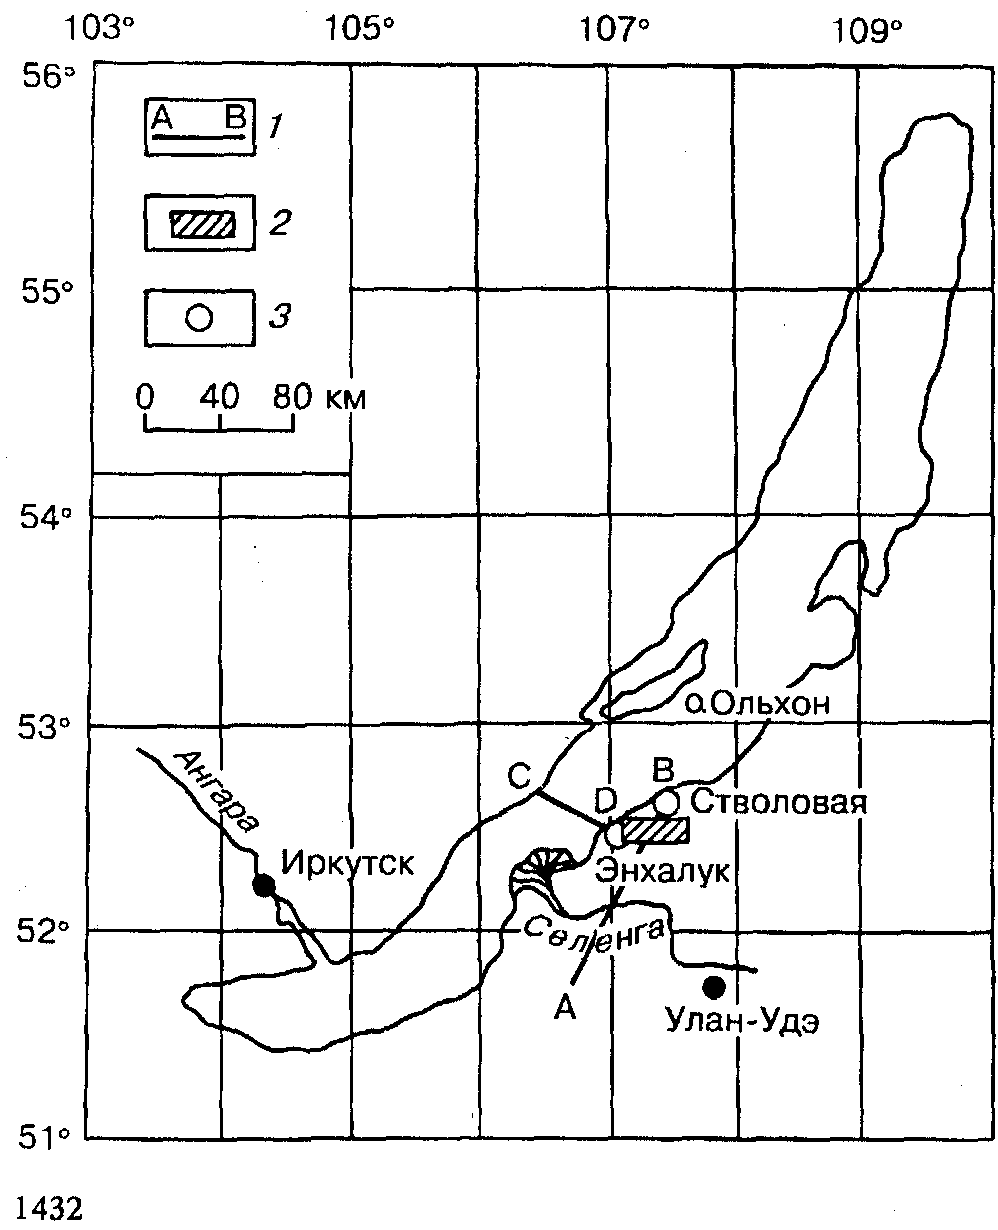 103° 105° 107° 109°
56°
A B 1
2
55°
3
0 40 80 км
54°
о.Ольхон
53°
C B
D Стволовая
Ангара
Иркутск Энхалук
52°
Селенга
A
Улан-Удэ
51°
1432